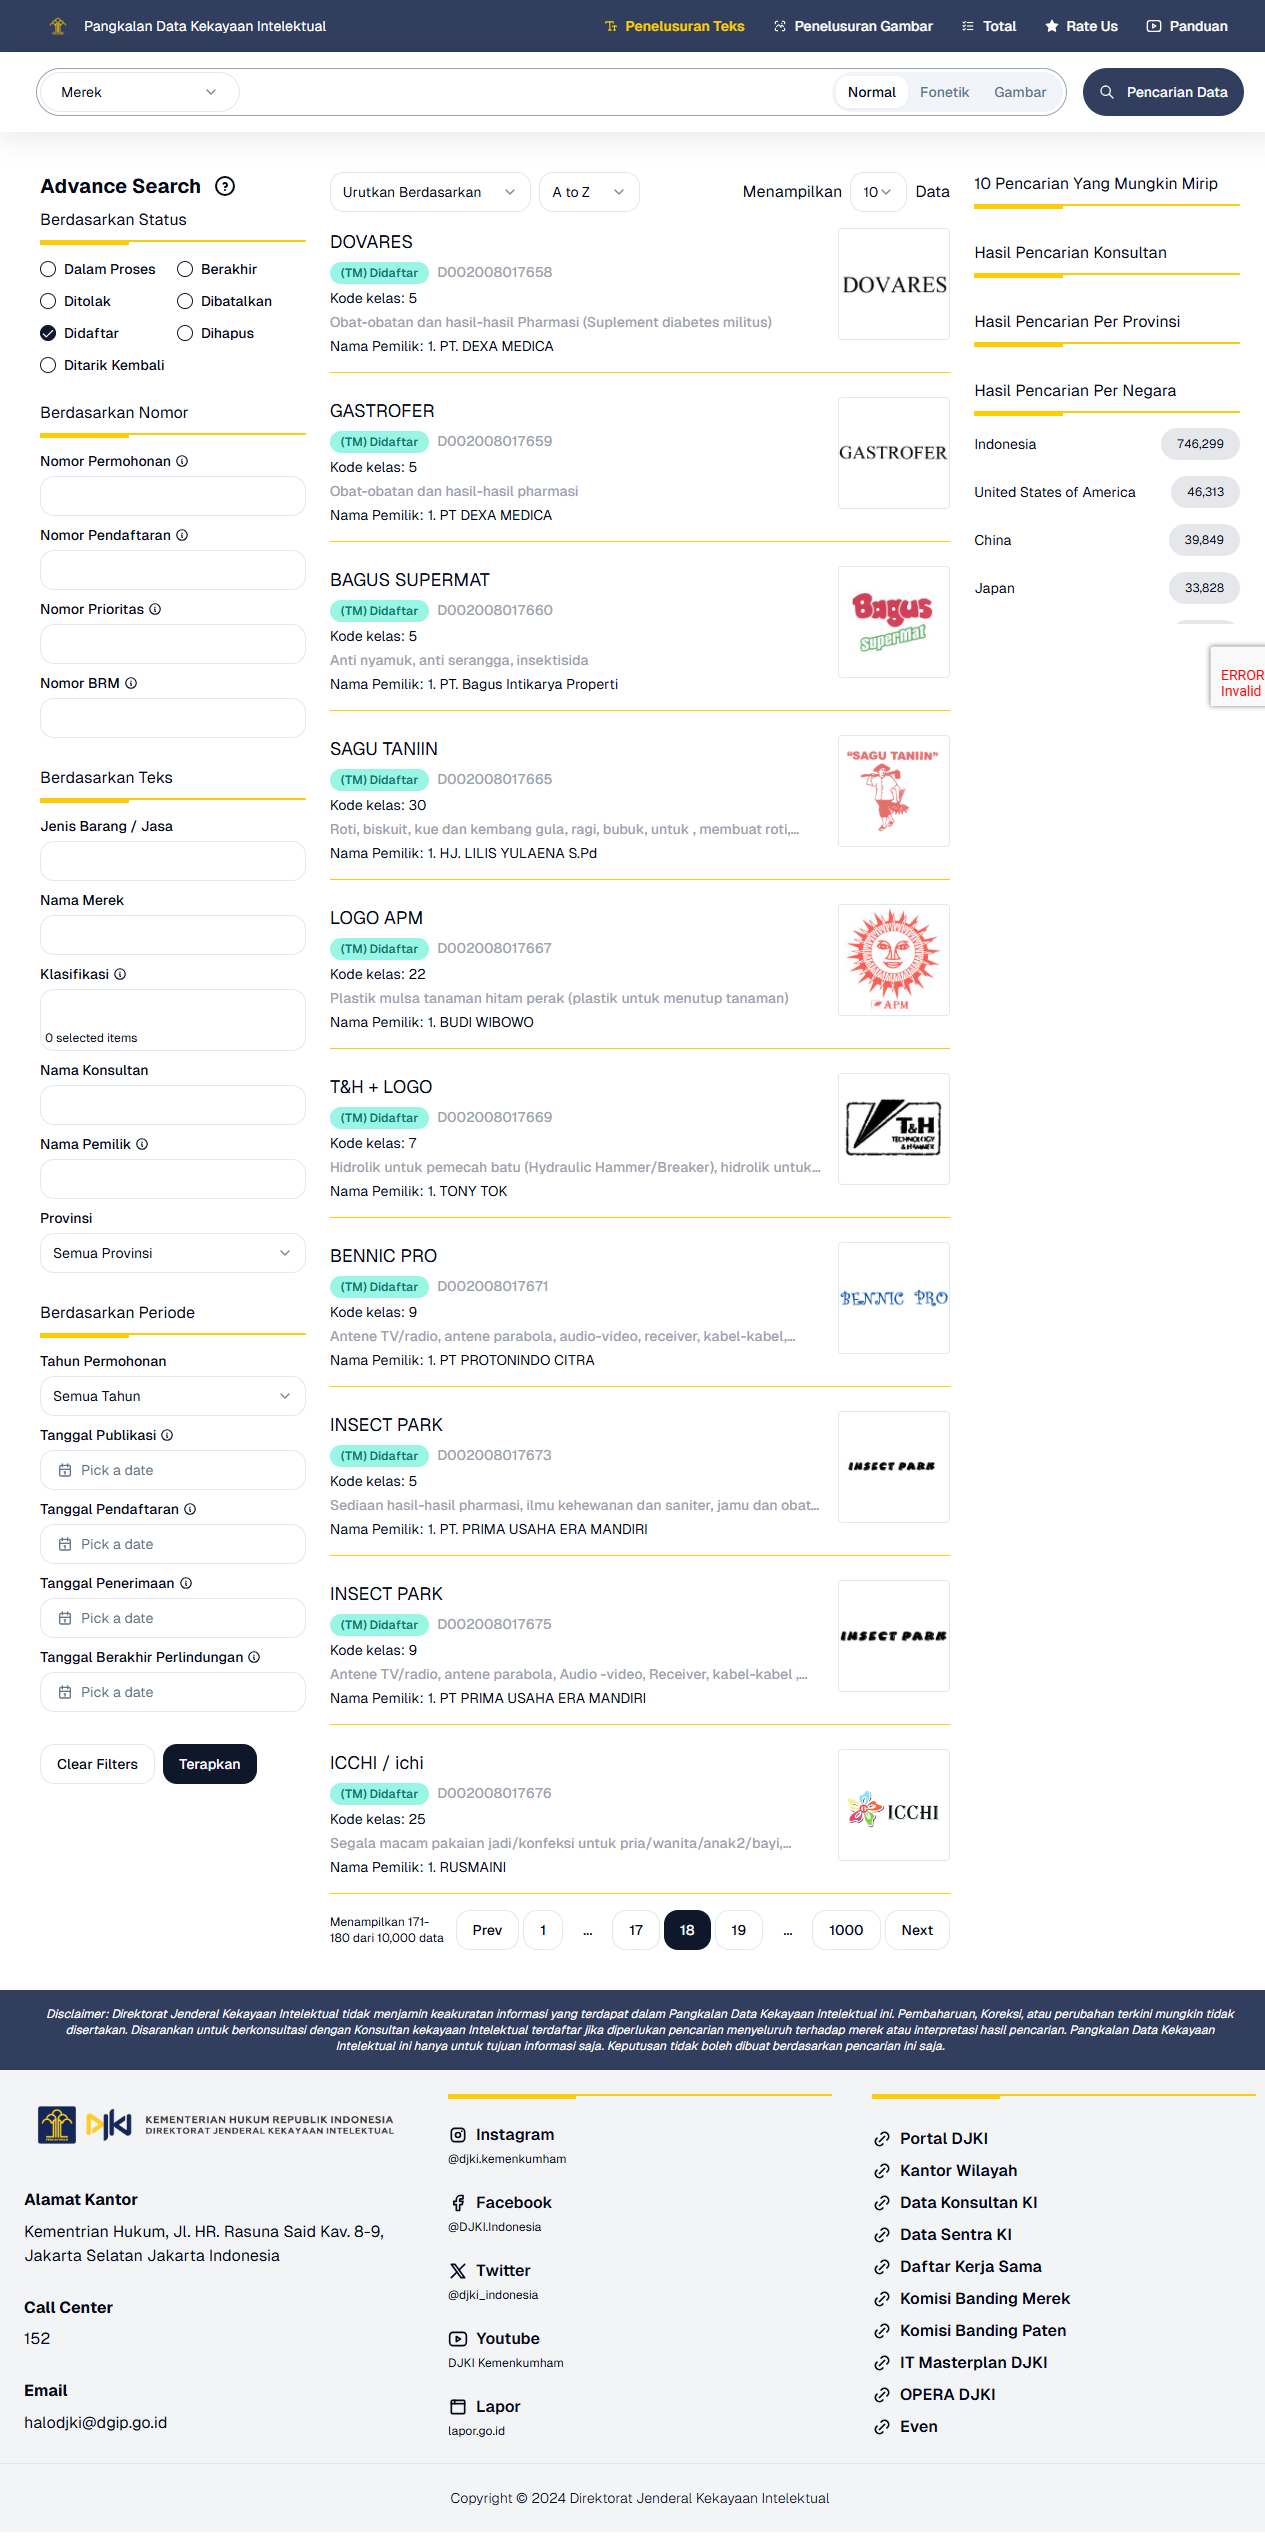 Pangkalan Data Kekayaan Intelektual
Penelusuran Teks
Penelusuran Gambar
Total
Rate Us
Panduan
Merek
Normal
Fonetik
Gambar
Pencarian Data
Advance Search
Berdasarkan Status
Dalam Proses
Berakhir
Ditolak
Dibatalkan
Didaftar
Dihapus
Ditarik Kembali
Berdasarkan Nomor
Nomor Permohonan
Nomor Pendaftaran
Nomor Prioritas
Nomor BRM
Berdasarkan Teks
Jenis Barang / Jasa
Nama Merek
Klasifikasi
0 selected items
Nama Konsultan
Nama Pemilik
Provinsi
Semua Provinsi
Berdasarkan Periode
Tahun Permohonan
Semua Tahun
Tanggal Publikasi
Pick a date
Tanggal Pendaftaran
Pick a date
Tanggal Penerimaan
Pick a date
Tanggal Berakhir Perlindungan
Pick a date
Clear Filters
Terapkan
Urutkan Berdasarkan
A to Z
Menampilkan
10
Data
DOVARES
(TM) Didaftar D002008017658
Kode kelas: 5
Obat-obatan dan hasil-hasil Pharmasi (Suplement diabetes militus)
Nama Pemilik: 1. PT. DEXA MEDICA
DOVARES
GASTROFER
(TM) Didaftar D002008017659
Kode kelas: 5
Obat-obatan dan hasil-hasil pharmasi
Nama Pemilik: 1. PT DEXA MEDICA
GASTROFER
BAGUS SUPERMAT
(TM) Didaftar D002008017660
Kode kelas: 5
Anti nyamuk, anti serangga, insektisida
Nama Pemilik: 1. PT. Bagus Intikarya Properti
Bagus
SuperMat
SAGU TANIIN
(TM) Didaftar D002008017665
Kode kelas: 30
Roti, biskuit, kue dan kembang gula, ragi, bubuk, untuk , membuat roti,...
Nama Pemilik: 1. HJ. LILIS YULAENA S.Pd
"SAGU TANIIN"
LOGO APM
(TM) Didaftar D002008017667
Kode kelas: 22
Plastik mulsa tanaman hitam perak (plastik untuk menutup tanaman)
Nama Pemilik: 1. BUDI WIBOWO
APM
T&H + LOGO
(TM) Didaftar D002008017669
Kode kelas: 7
Hidrolik untuk pemecah batu (Hydraulic Hammer/Breaker), hidrolik untuk...
Nama Pemilik: 1. TONY TOK
T&H
TECHNOLOGY
& HAMMER
BENNIC PRO
(TM) Didaftar D002008017671
Kode kelas: 9
Antene TV/radio, antene parabola, audio-video, receiver, kabel-kabel,...
Nama Pemilik: 1. PT PROTONINDO CITRA
BENNIC PRO
INSECT PARK
(TM) Didaftar D002008017673
Kode kelas: 5
Sediaan hasil-hasil pharmasi, ilmu kehewanan dan saniter, jamu dan obat...
Nama Pemilik: 1. PT. PRIMA USAHA ERA MANDIRI
INSECT PARK
INSECT PARK
(TM) Didaftar D002008017675
Kode kelas: 9
Antene TV/radio, antene parabola, Audio -video, Receiver, kabel-kabel ,...
Nama Pemilik: 1. PT PRIMA USAHA ERA MANDIRI
INSECT PARK
ICCHI / ichi
(TM) Didaftar D002008017676
Kode kelas: 25
Segala macam pakaian jadi/konfeksi untuk pria/wanita/anak2/bayi,...
Nama Pemilik: 1. RUSMAINI
ICCHI
Menampilkan 171-
180 dari 10,000 data
Prev 1 ... 17 18 19 ... 1000 Next
10 Pencarian Yang Mungkin Mirip
Hasil Pencarian Konsultan
Hasil Pencarian Per Provinsi
Hasil Pencarian Per Negara
Indonesia 746,299
United States of America 46,313
China 39,849
Japan 33,828
ERROR
Invalid
Disclaimer: Direktorat Jenderal Kekayaan Intelektual tidak menjamin keakuratan informasi yang terdapat dalam Pangkalan Data Kekayaan Intelektual ini. Pembaharuan, Koreksi, atau perubahan terkini mungkin tidak
disertakan. Disarankan untuk berkonsultasi dengan Konsultan kekayaan Intelektual terdaftar jika diperlukan pencarian menyeluruh terhadap merek atau interpretasi hasil pencarian. Pangkalan Data Kekayaan
Intelektual ini hanya untuk tujuan informasi saja. Keputusan tidak boleh dibuat berdasarkan pencarian ini saja.
DJKI
KEMENTERIAN HUKUM REPUBLIK INDONESIA
DIREKTORAT JENDERAL KEKAYAAN INTELEKTUAL
Alamat Kantor
Kementrian Hukum, Jl. HR. Rasuna Said Kav. 8-9,
Jakarta Selatan Jakarta Indonesia
Call Center
152
Email
halodjki@dgip.go.id
Instagram
@djki.kemenkumham
Facebook
@DJKI.Indonesia
Twitter
@djki_indonesia
Youtube
DJKI Kemenkumham
Lapor
lapor.go.id
Portal DJKI
Kantor Wilayah
Data Konsultan KI
Data Sentra KI
Daftar Kerja Sama
Komisi Banding Merek
Komisi Banding Paten
IT Masterplan DJKI
OPERA DJKI
Even
Copyright © 2024 Direktorat Jenderal Kekayaan Intelektual